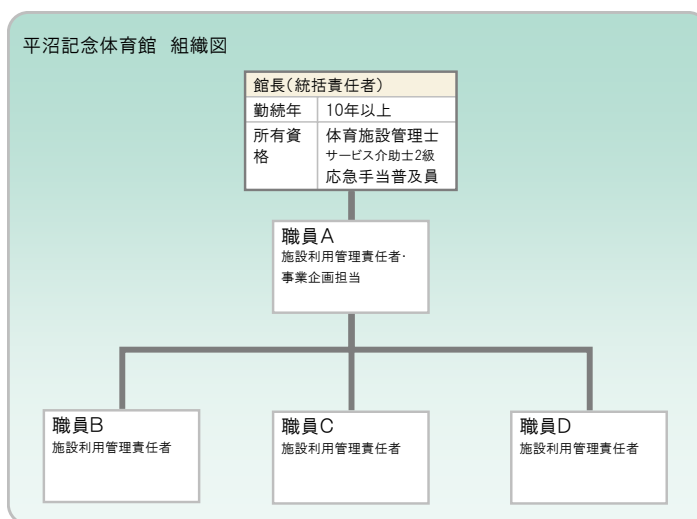 平沼記念体育館 組織図
館長(統括責任者)
勤続年 10年以上
所有資格 体育施設管理士
サービス介助士2級
応急手当普及員
職員A
施設利用管理責任者・
事業企画担当
職員B
施設利用管理責任者
職員C
施設利用管理責任者
職員D
施設利用管理責任者